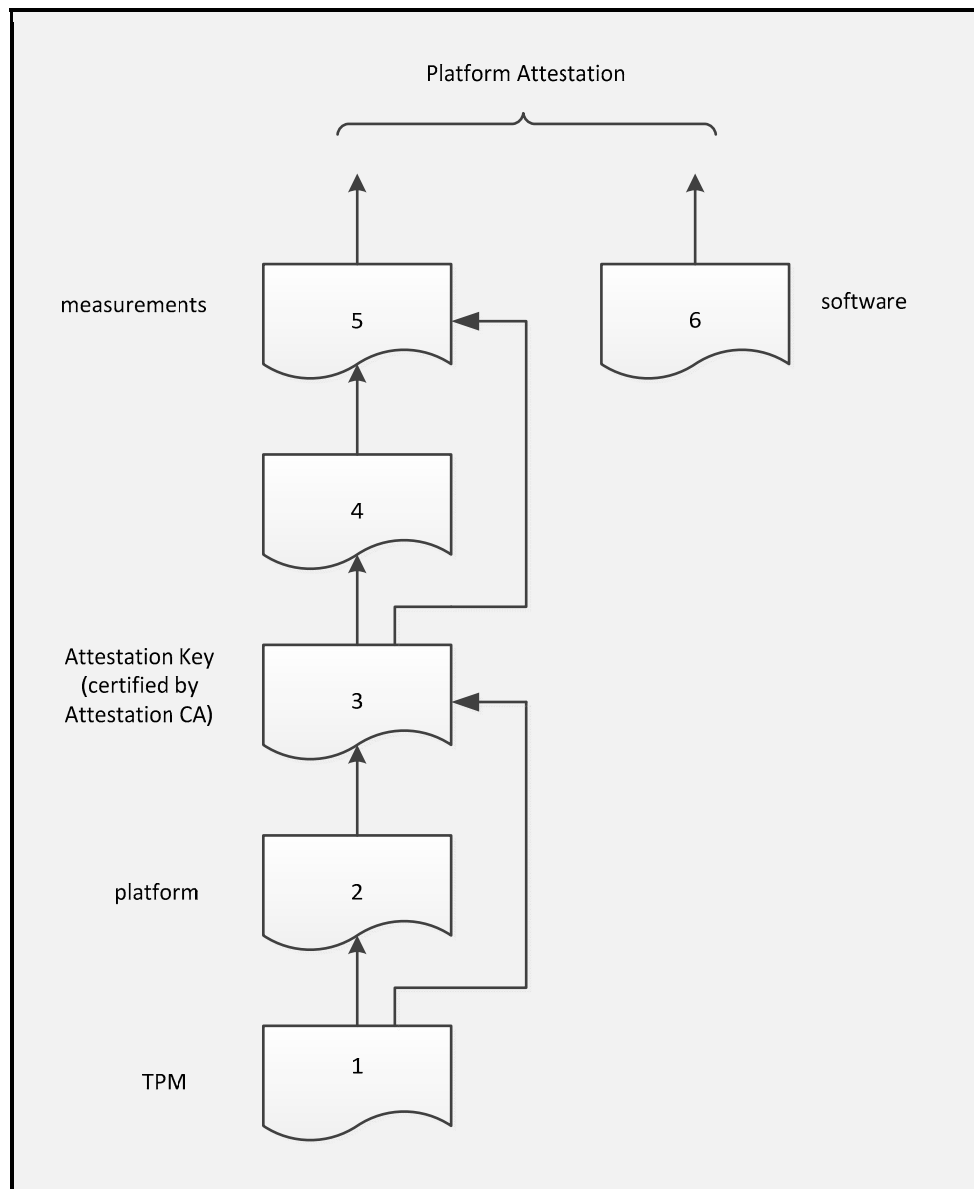 Platform Attestation
measurements
5
6
software
4
Attestation Key
(certified by
Attestation CA)
3
platform
2
TPM
1